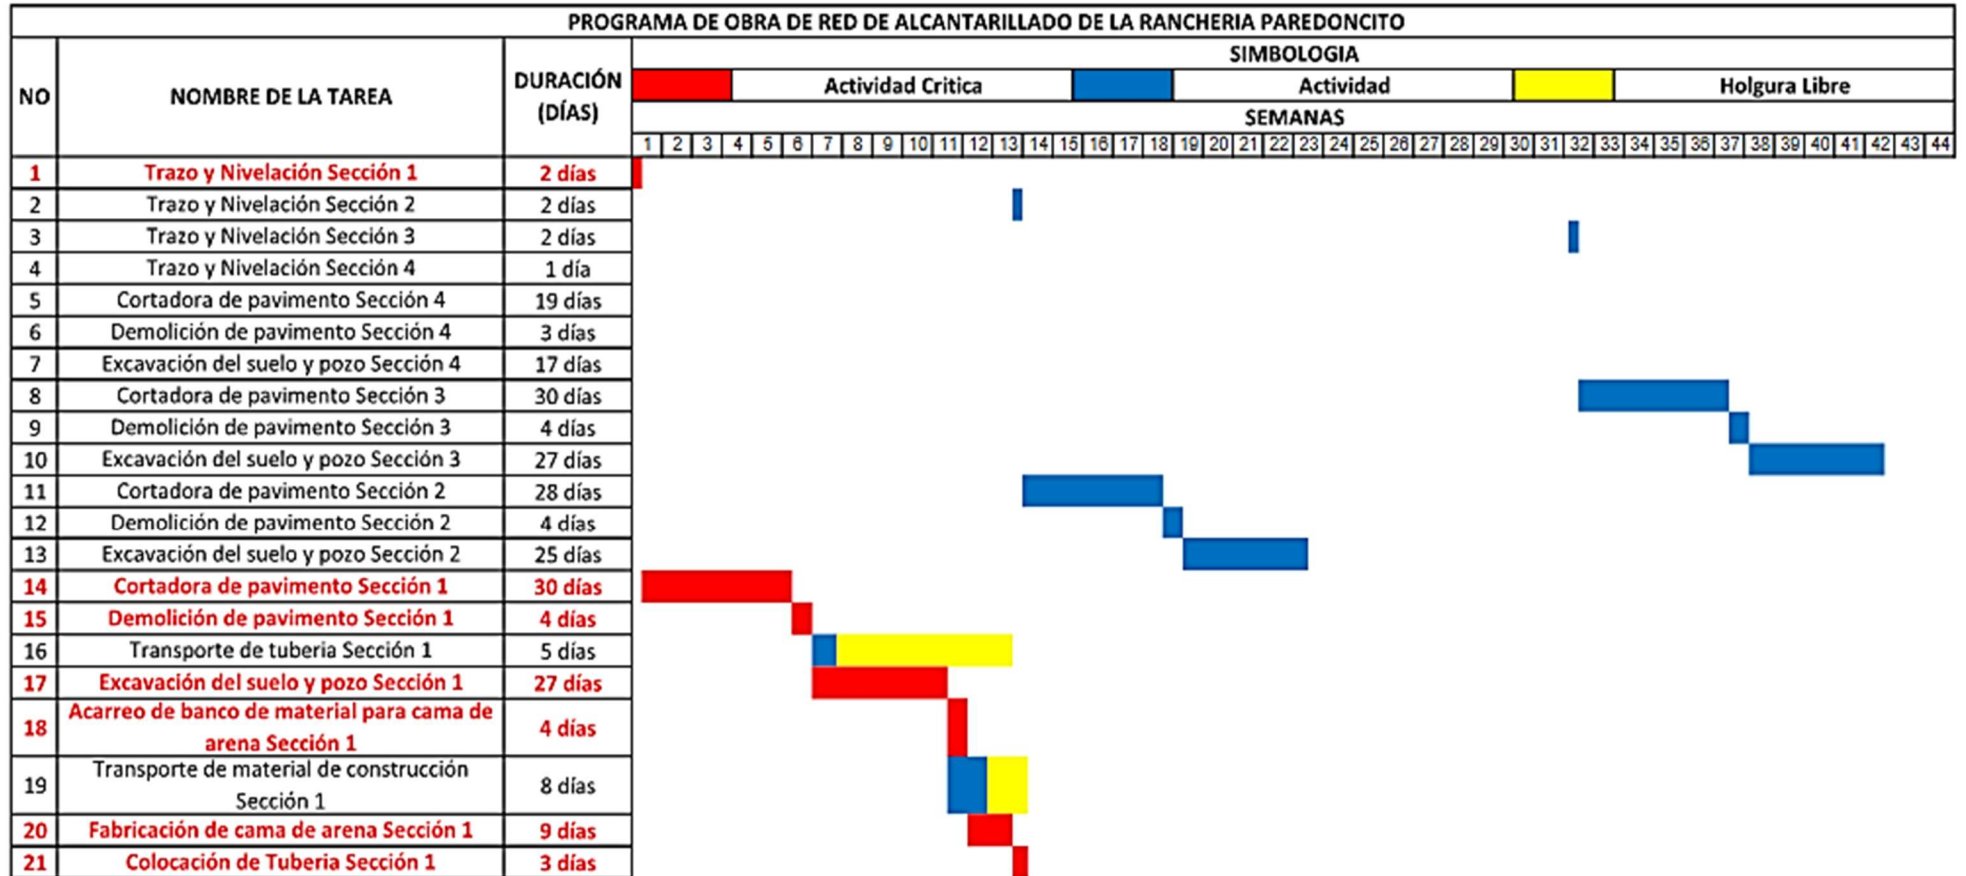 PROGRAMA DE OBRA DE RED DE ALCANTARILLADO DE LA RANCHERIA PAREDONCITO
NO NOMBRE DE LA TAREA DURACIÓN (DÍAS) SIMBOLOGIA
Actividad Critica Actividad Holgura Libre
SEMANAS
1 2 3 4 5 6 7 8 9 10 11 12 13 14 15 16 17 18 19 20 21 22 23 24 25 26 27 28 29 30 31 32 33 34 35 36 37 38 39 40 41 42 43 44
1 Trazo y Nivelación Sección 1 2 días
2 Trazo y Nivelación Sección 2 2 días
3 Trazo y Nivelación Sección 3 2 días
4 Trazo y Nivelación Sección 4 1 día
5 Cortadora de pavimento Sección 4 19 días
6 Demolición de pavimento Sección 4 3 días
7 Excavación del suelo y pozo Sección 4 17 días
8 Cortadora de pavimento Sección 3 30 días
9 Demolición de pavimento Sección 3 4 días
10 Excavación del suelo y pozo Sección 3 27 días
11 Cortadora de pavimento Sección 2 28 días
12 Demolición de pavimento Sección 2 4 días
13 Excavación del suelo y pozo Sección 2 25 días
14 Cortadora de pavimento Sección 1 30 días
15 Demolición de pavimento Sección 1 4 días
16 Transporte de tuberia Sección 1 5 días
17 Excavación del suelo y pozo Sección 1 27 días
18 Acarreo de banco de material para cama de
arena Sección 1 4 días
19 Transporte de material de construcción
Sección 1 8 días
20 Fabricación de cama de arena Sección 1 9 días
21 Colocación de Tuberia Sección 1 3 días